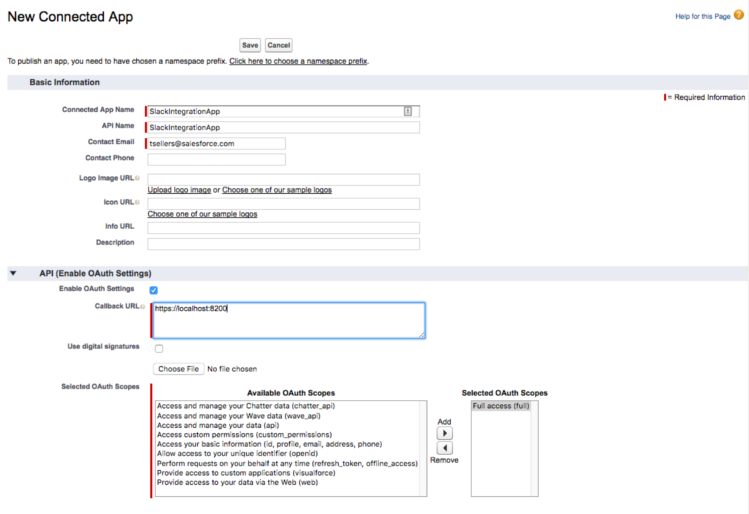 New Connected App
Help for this Page
Save Cancel
To publish an app, you need to have chosen a namespace prefix. Click here to choose a namespace prefix.
Basic Information
= Required Information
Connected App Name SlackIntegrationApp
API Name SlackIntegrationApp
Contact Email tsellers@salesforce.com
Contact Phone
Logo Image URL
Upload logo image or Choose one of our sample logos
Icon URL
Choose one of our sample logos
Info URL
Description
API (Enable OAuth Settings)
Enable OAuth Settings
Callback URL https://localhost:8200
Use digital signatures
Choose File No file chosen
Selected OAuth Scopes
Available OAuth Scopes
Access and manage your Chatter data (chatter_api)
Access and manage your Wave data (wave_api)
Access and manage your data (api)
Access custom permissions (custom_permissions)
Access your basic information (id, profile, email, address, phone)
Allow access to your unique identifier (openid)
Perform requests on your behalf at any time (refresh_token, offline_access)
Provide access to custom applications (visualforce)
Provide access to your data via the Web (web)
Add
Remove
Selected OAuth Scopes
Full access (full)